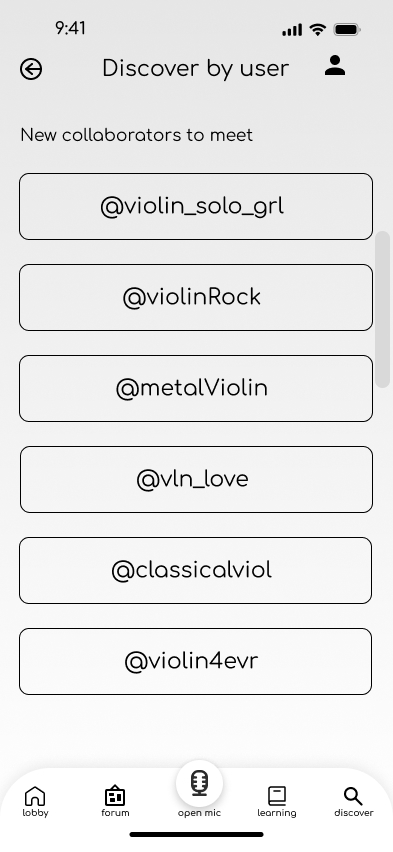 9:41
Discover by user
New collaborators to meet
@violin_solo_grl
@violinRock
@metalViolin
@vln_love
@classicalviol
@violin4evr
lobby
forum
open mic
learning
discover